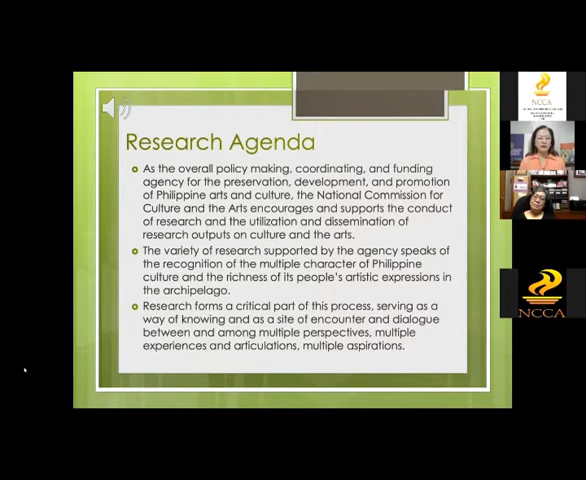 Research Agenda
As the overall policy making, coordinating, and funding
agency for the preservation, development, and promotion
of Philippine arts and culture, the National Commission for
Culture and the Arts encourages and supports the conduct
of research and the utilization and dissemination of
research outputs on culture and the arts.
The variety of research supported by the agency speaks of
the recognition of the multiple character of Philippine
culture and the richness of its people's artistic expressions in
the archipelago.
Research forms a critical part of this process, serving as a
way of knowing and as a site of encounter and dialogue
between and among multiple perspectives, multiple
experiences and articulations, multiple aspirations.
NCCA
NCCA